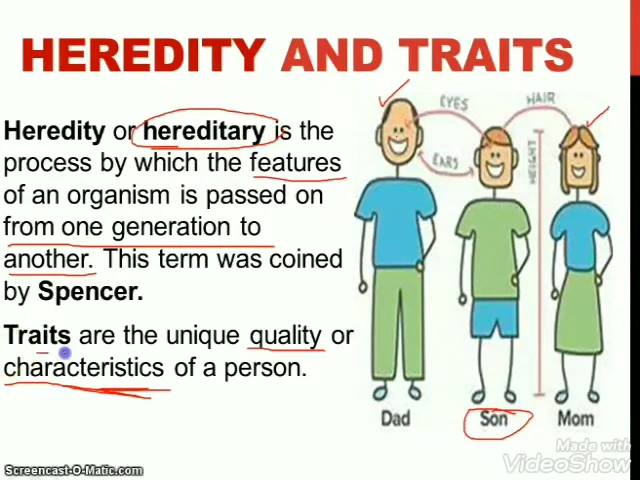 HEREDITY AND TRAITS
Heredity or hereditary is the
process by which the features
of an organism is passed on
from one generation to
another. This term was coined
by Spencer.
Traits are the unique quality or
characteristics of a person.
EYES
HAIR
EARS
HEIGHT
Dad
Son
Mom
Made with
VideoShow
Screencast-O-Matic.com